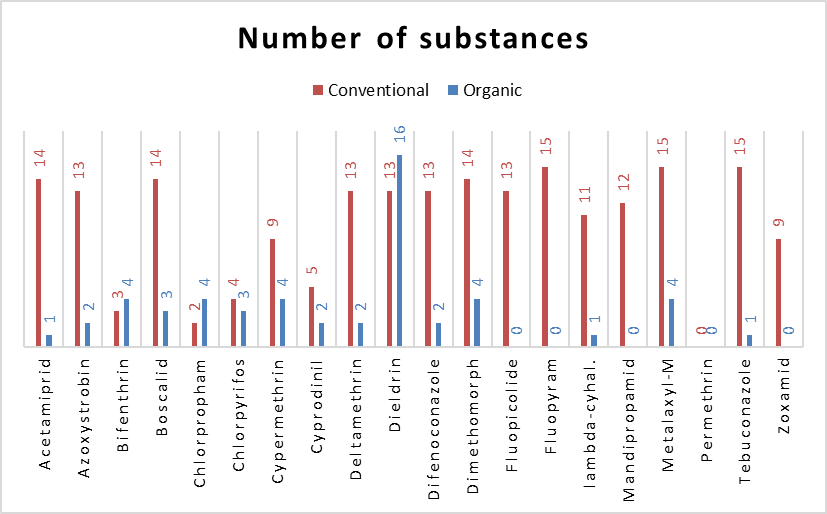 Number of substances
Conventional Organic
14 1 13 2 3 4 14 3 2 4 4 3 9 4 5 2 13 2 13 16 13 2 14 4 13 0 15 0 11 1 12 0 15 4 0 0 15 1 9 0
Acetamiprid
Azoxystrobin
Bifenthrin
Boscalid
Chlorpropham
Chlorpyrifos
Cypermethrin
Cyprodinil
Deltamethrin
Dieldrin
Difenoconazole
Dimethomorph
Fluopicolide
Fluopyram
lambda-cyhal.
Mandipropamid
Metalaxyl-M
Permethrin
Tebuconazole
Zoxamid